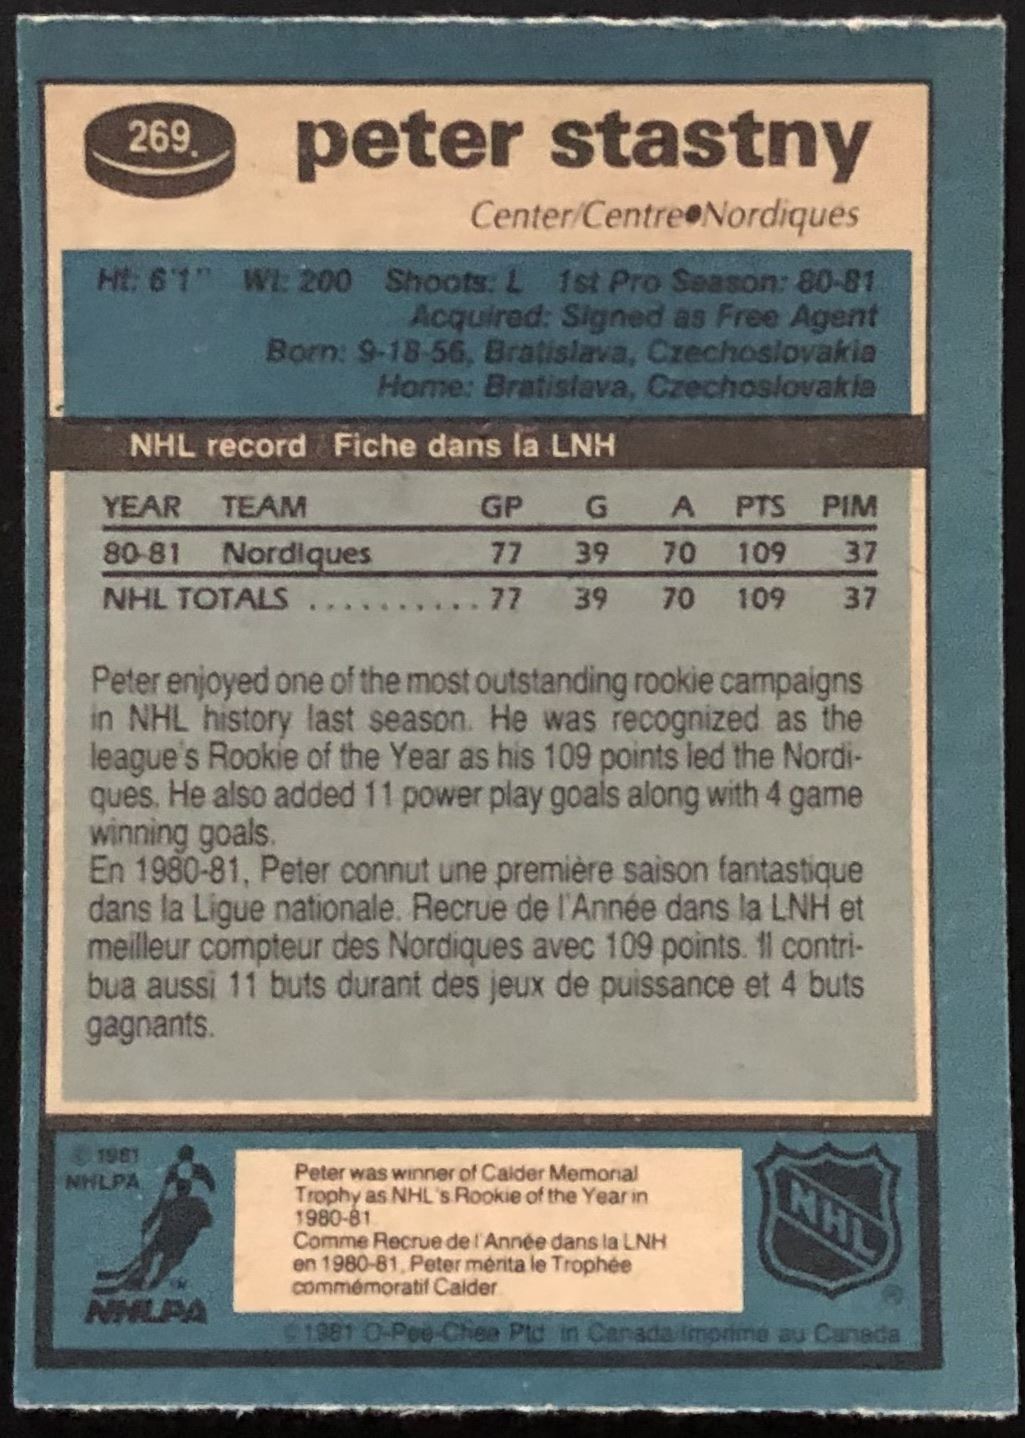 269.
peter stastny
Center/Centre●Nordiques
Ht: 6'1" Wt: 200 Shoots: L 1st Pro Season: 80-81
Acquired: Signed as Free Agent
Born: 9-18-56, Bratislava, Czechoslovakia
Home: Bratislava, Czechoslovakia
NHL record Fiche dans la LNH
YEAR TEAM GP G A PTS PIM
80-81 Nordiques 77 39 70 109 37
NHL TOTALS .......... 77 39 70 109 37
Peter enjoyed one of the most outstanding rookie campaigns
in NHL history last season. He was recognized as the
league's Rookie of the Year as his 109 points led the Nordi-
ques. He also added 11 power play goals along with 4 game
winning goals.
En 1980-81, Peter connut une première saison fantastique
dans la Ligue nationale. Recrue de l'Année dans la LNH et
meilleur compteur des Nordiques avec 109 points. Il contri-
bua aussi 11 buts durant des jeux de puissance et 4 buts
gagnants.
© 1981
NHLPA
NHLPA
Peter was winner of Calder Memorial
Trophy as NHL's Rookie of the Year in
1980-81
Comme Recrue de l'Année dans la LNH
en 1980-81, Peter mérita le Trophée
commémoratif Calder
NHL
®
© 1981 O-Pee-Chee Ptd. in Canada/Imprimé au Canada